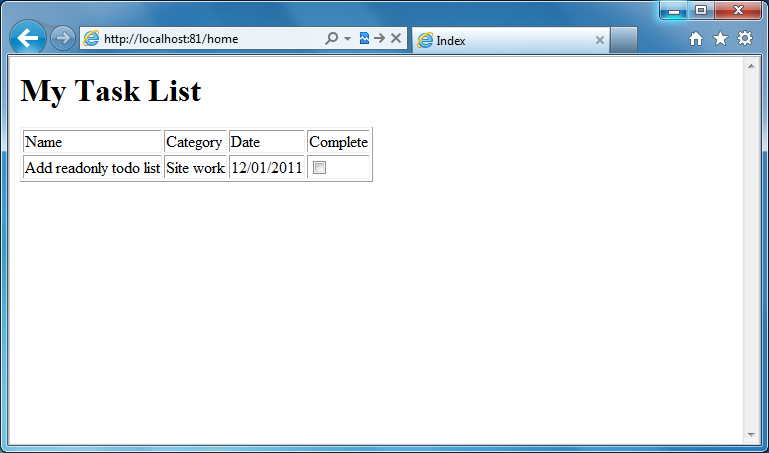 http://localhost:81/home
Index
My Task List
Name Category Date Complete
Add readonly todo list Site work 12/01/2011